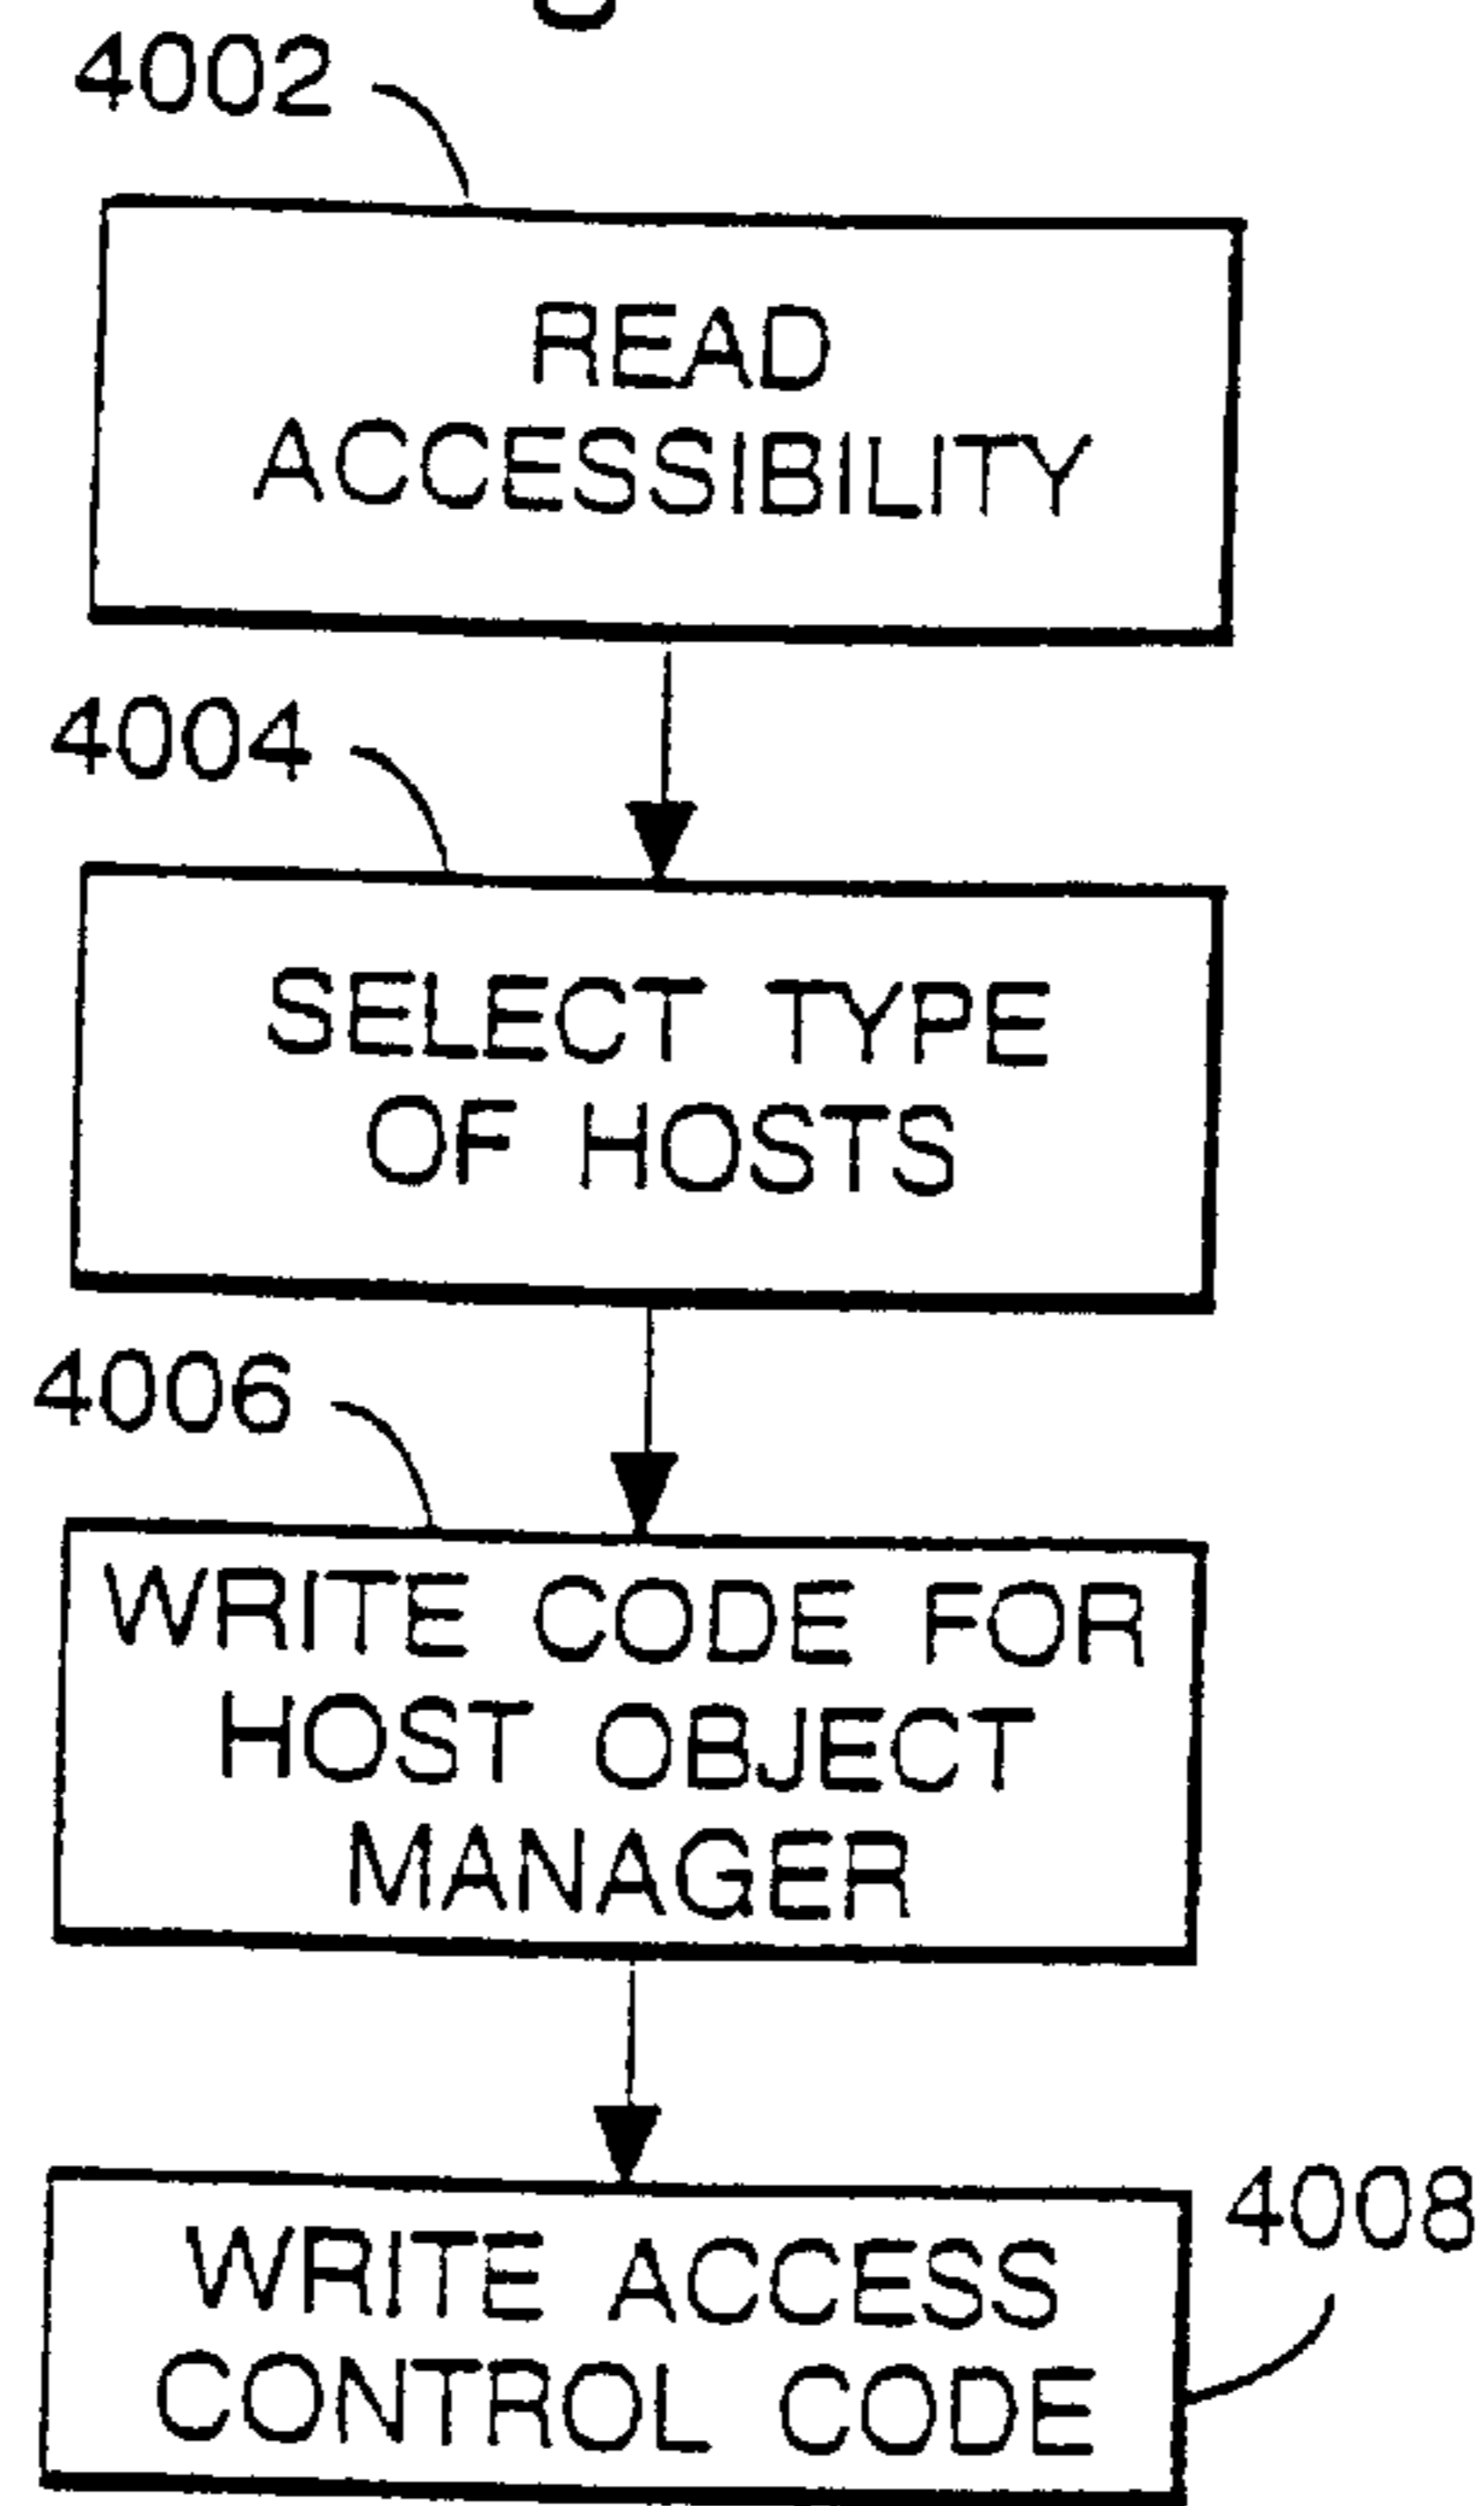 4002
READ
ACCESSIBILITY
4004
SELECT TYPE
OF HOSTS
4006
WRITE CODE FOR
HOST OBJECT
MANAGER
4008
WRITE ACCESS
CONTROL CODE